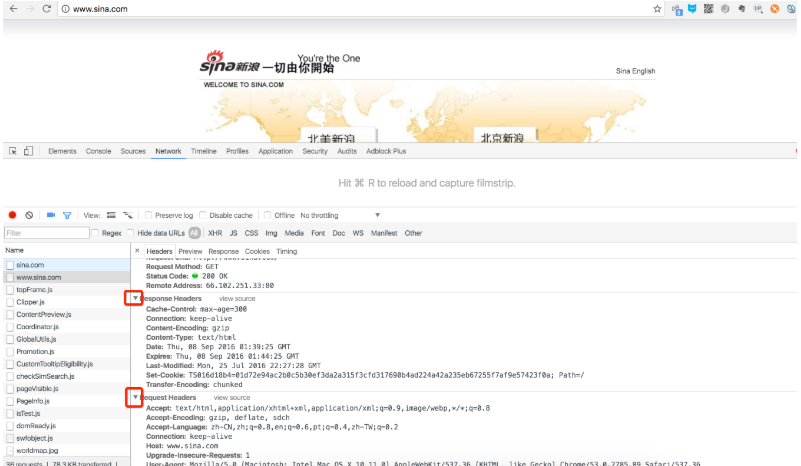 www.sina.com
sina新浪
You're the One
一切由你開始
Sina English
WELCOME TO SINA.COM
北美新浪
北京新浪
Elements Console Sources Network Timeline Profiles Application Security Audits Adblock Plus
Hit ⌘ R to reload and capture filmstrip.
View: Preserve log Disable cache Offline No throttling
Filter Regex Hide data URLs All XHR JS CSS Img Media Font Doc WS Manifest Other
Name
Headers Preview Response Cookies Timing
sina.com
www.sina.com
topFrame.js
Clipper.js
ContentPreview.js
Coordinator.js
GlobalUtils.js
Promotion.js
CustomTooltipEligibility.js
checkSimSearch.js
pageVisible.js
PageInfo.js
isTest.js
domReady.js
swfobject.js
worldmap.jpg
36 requests | 78.3 KB transferred |
Request Method: GET
Status Code: 200 OK
Remote Address: 66.102.251.33:80
Response Headers view source
Cache-Control: max-age=300
Connection: keep-alive
Content-Encoding: gzip
Content-Type: text/html
Date: Thu, 08 Sep 2016 01:39:25 GMT
Expires: Thu, 08 Sep 2016 01:44:25 GMT
Last-Modified: Mon, 25 Jul 2016 22:27:28 GMT
Set-Cookie: TS016d18b4=01d72e94ac2b0c5b30ef3da2a315f3cfd317690b4ad224a42a235eb67255f7af9e57423f0a; Path=/
Transfer-Encoding: chunked
Request Headers view source
Accept: text/html,application/xhtml+xml,application/xml;q=0.9,image/webp,*/*;q=0.8
Accept-Encoding: gzip, deflate, sdch
Accept-Language: zh-CN,zh;q=0.8,en;q=0.6,pt;q=0.4,zh-TW;q=0.2
Connection: keep-alive
Host: www.sina.com
Upgrade-Insecure-Requests: 1
User-Agent: Mozilla/5.0 (Macintosh; Intel Mac OS X 10_11_0) AppleWebKit/537.36 (KHTML, like Gecko) Chrome/53.0.2785.89 Safari/537.36